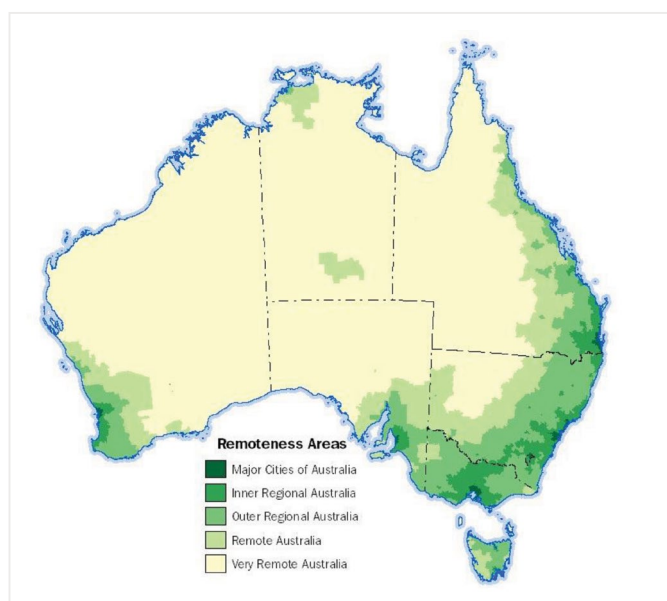 Remoteness Areas
Major Cities of Australia
Inner Regional Australia
Outer Regional Australia
Remote Australia
Very Remote Australia